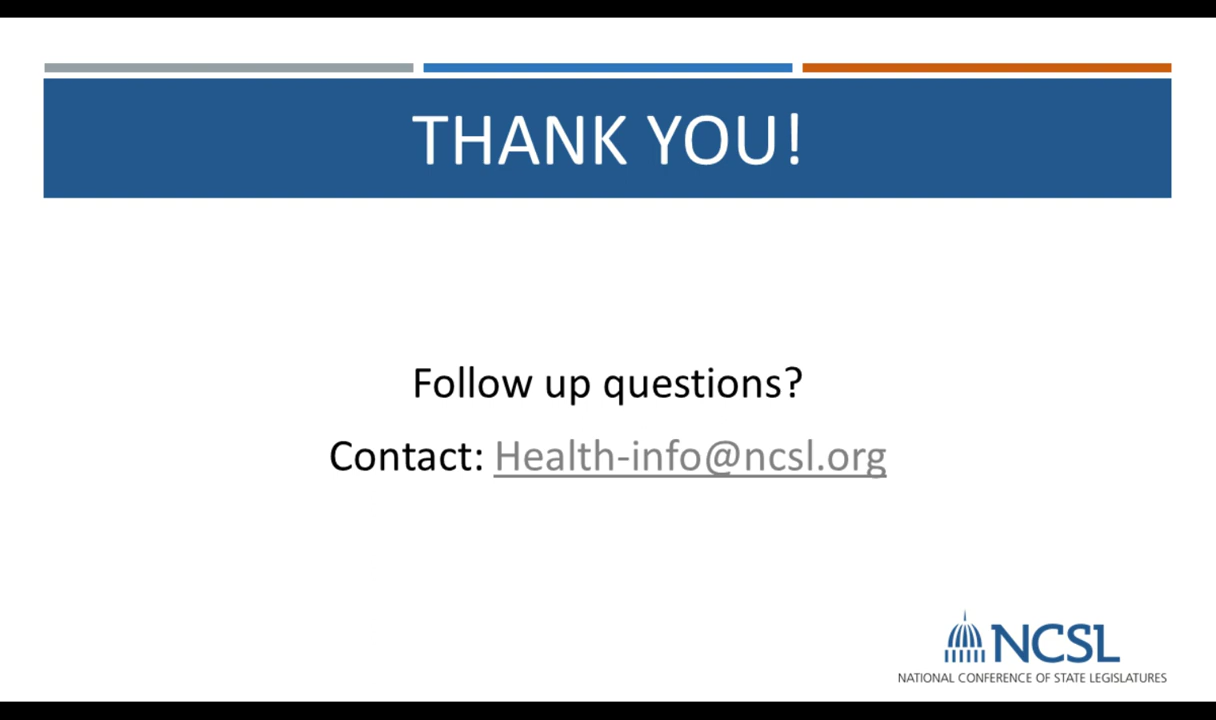 THANK YOU!
Follow up questions?
Contact: Health-info@ncsl.org
NCSL
NATIONAL CONFERENCE OF STATE LEGISLATURES